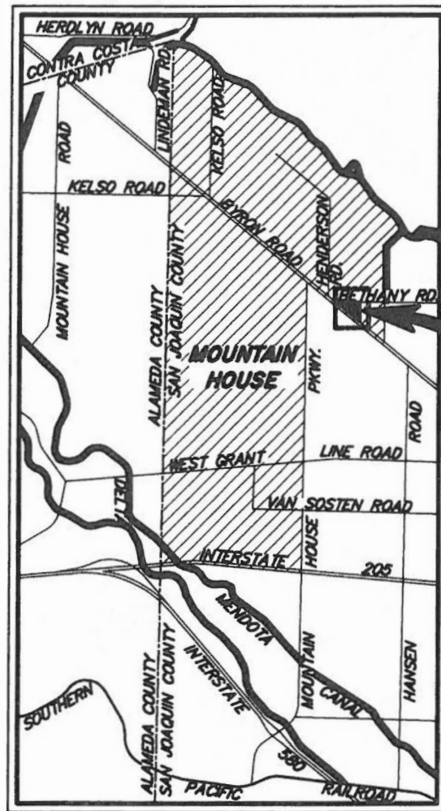 HERDLYN ROAD
CONTRA COSTA
COUNTY
LINDEMAN RD.
KELSO ROAD
ROAD
KELSO ROAD
BYRON ROAD
HENDERSON
RD.
BETHANY RD.
MOUNTAIN HOUSE
ALAMEDA COUNTY
SAN JOAQUIN COUNTY
MOUNTAIN
HOUSE
PKWY.
ROAD
WEST GRANT
LINE ROAD
DELTA
VAN SOSTEN ROAD
INTERSTATE
205
HOUSE
MENDOTA
MOUNTAIN
CANAL
HANSEN
ALAMEDA COUNTY
SAN JOAQUIN COUNTY
INTERSTATE
580
SOUTHERN
PACIFIC
RAILROAD